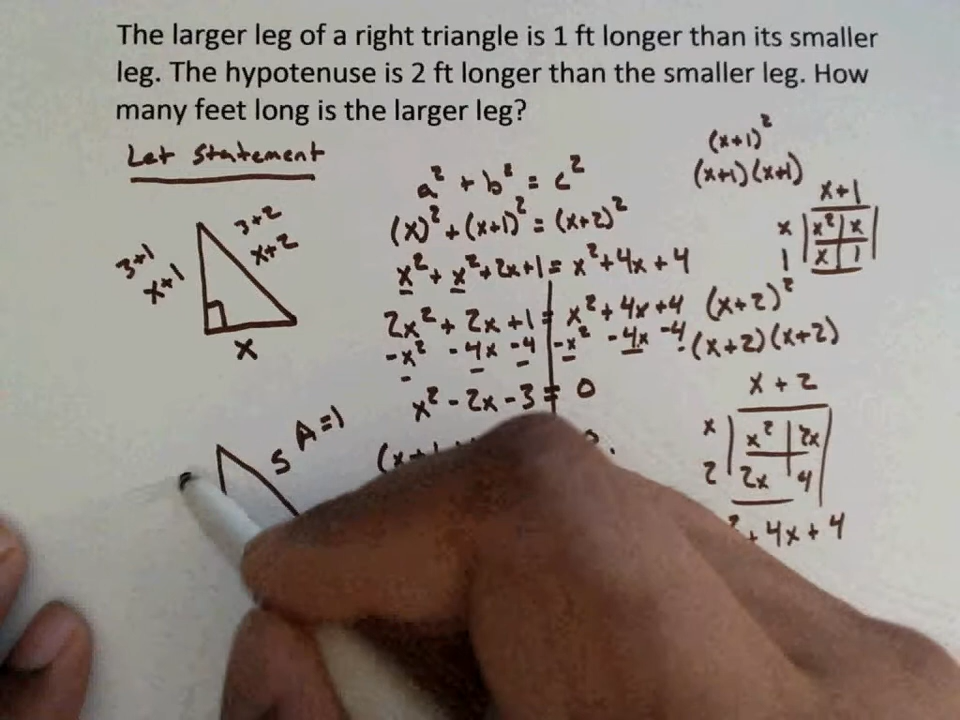 The larger leg of a right triangle is 1 ft longer than its smaller
leg. The hypotenuse is 2 ft longer than the smaller leg. How
many feet long is the larger leg?
Let Statement
3+1
x+1
3+2
x+2
x
a² + b² = c²
(x)² + (x+1)² = (x+2)²
x² + x² + 2x + 1 = x² + 4x + 4
2x² + 2x + 1 = x² + 4x + 4
-x² - 4x - 4 -x² - 4x - 4
x² - 2x - 3 = 0
(x+1)²
(x+1)(x+1)
x+1
x x² x
1 x 1
(x+2)²
(x+2)(x+2)
x + 2
x x² 2x
2 2x 4
+ 4x + 4
5 A=1